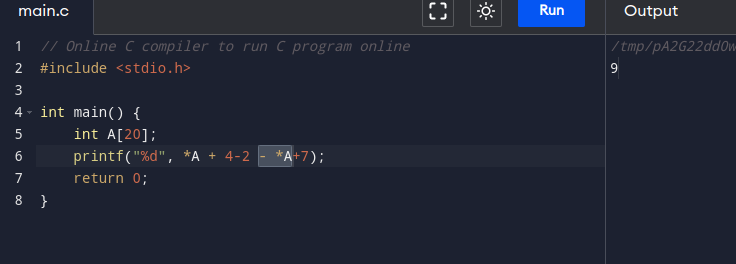 main.c
Run
Output
1 // Online C compiler to run C program online
2 #include <stdio.h>
3
4 int main() {
5 int A[20];
6 printf("%d", *A + 4-2 - *A+7);
7 return 0;
8 }
/tmp/pA2G22dd0w
9